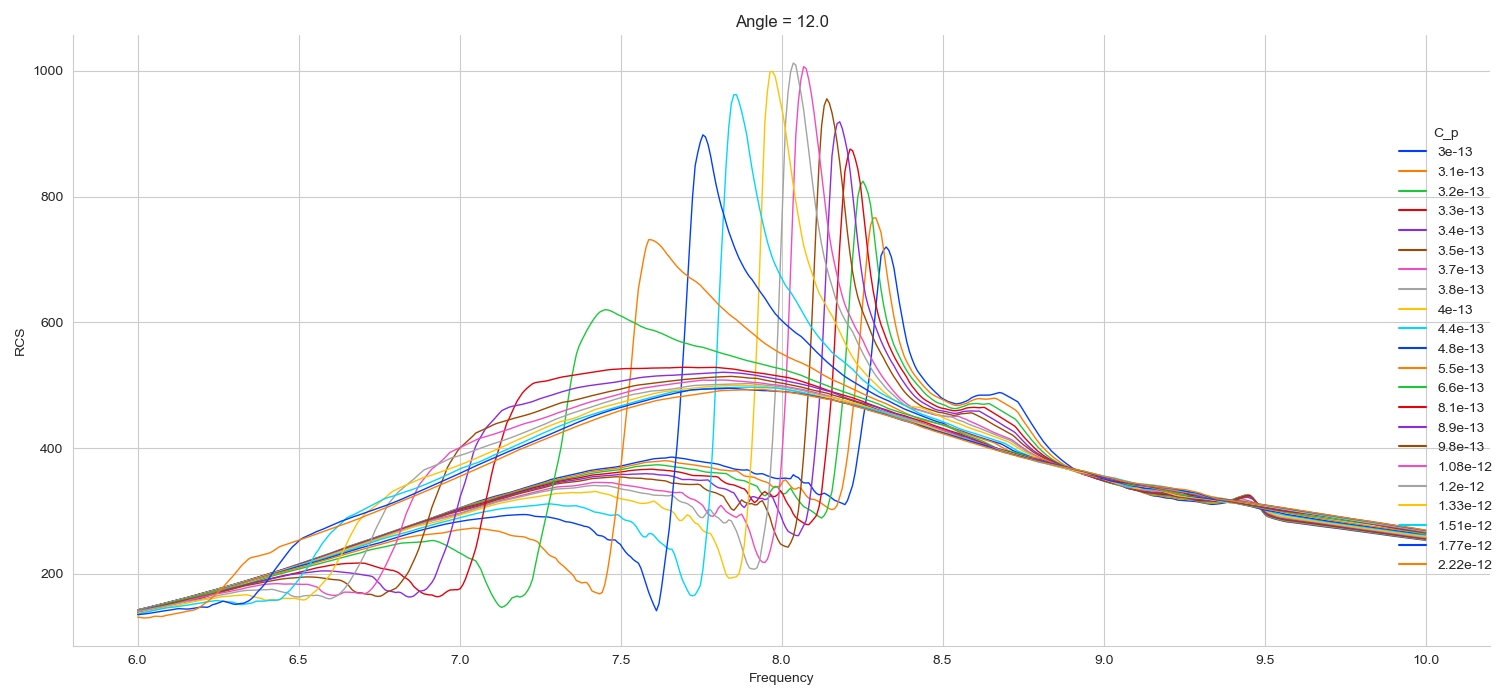 Angle = 12.0
1000
800
600
400
200
RCS
6.0
6.5
7.0
7.5
8.0
8.5
9.0
9.5
10.0
Frequency
C_p
3e-13
3.1e-13
3.2e-13
3.3e-13
3.4e-13
3.5e-13
3.7e-13
3.8e-13
4e-13
4.4e-13
4.8e-13
5.5e-13
6.6e-13
8.1e-13
8.9e-13
9.8e-13
1.08e-12
1.2e-12
1.33e-12
1.51e-12
1.77e-12
2.22e-12